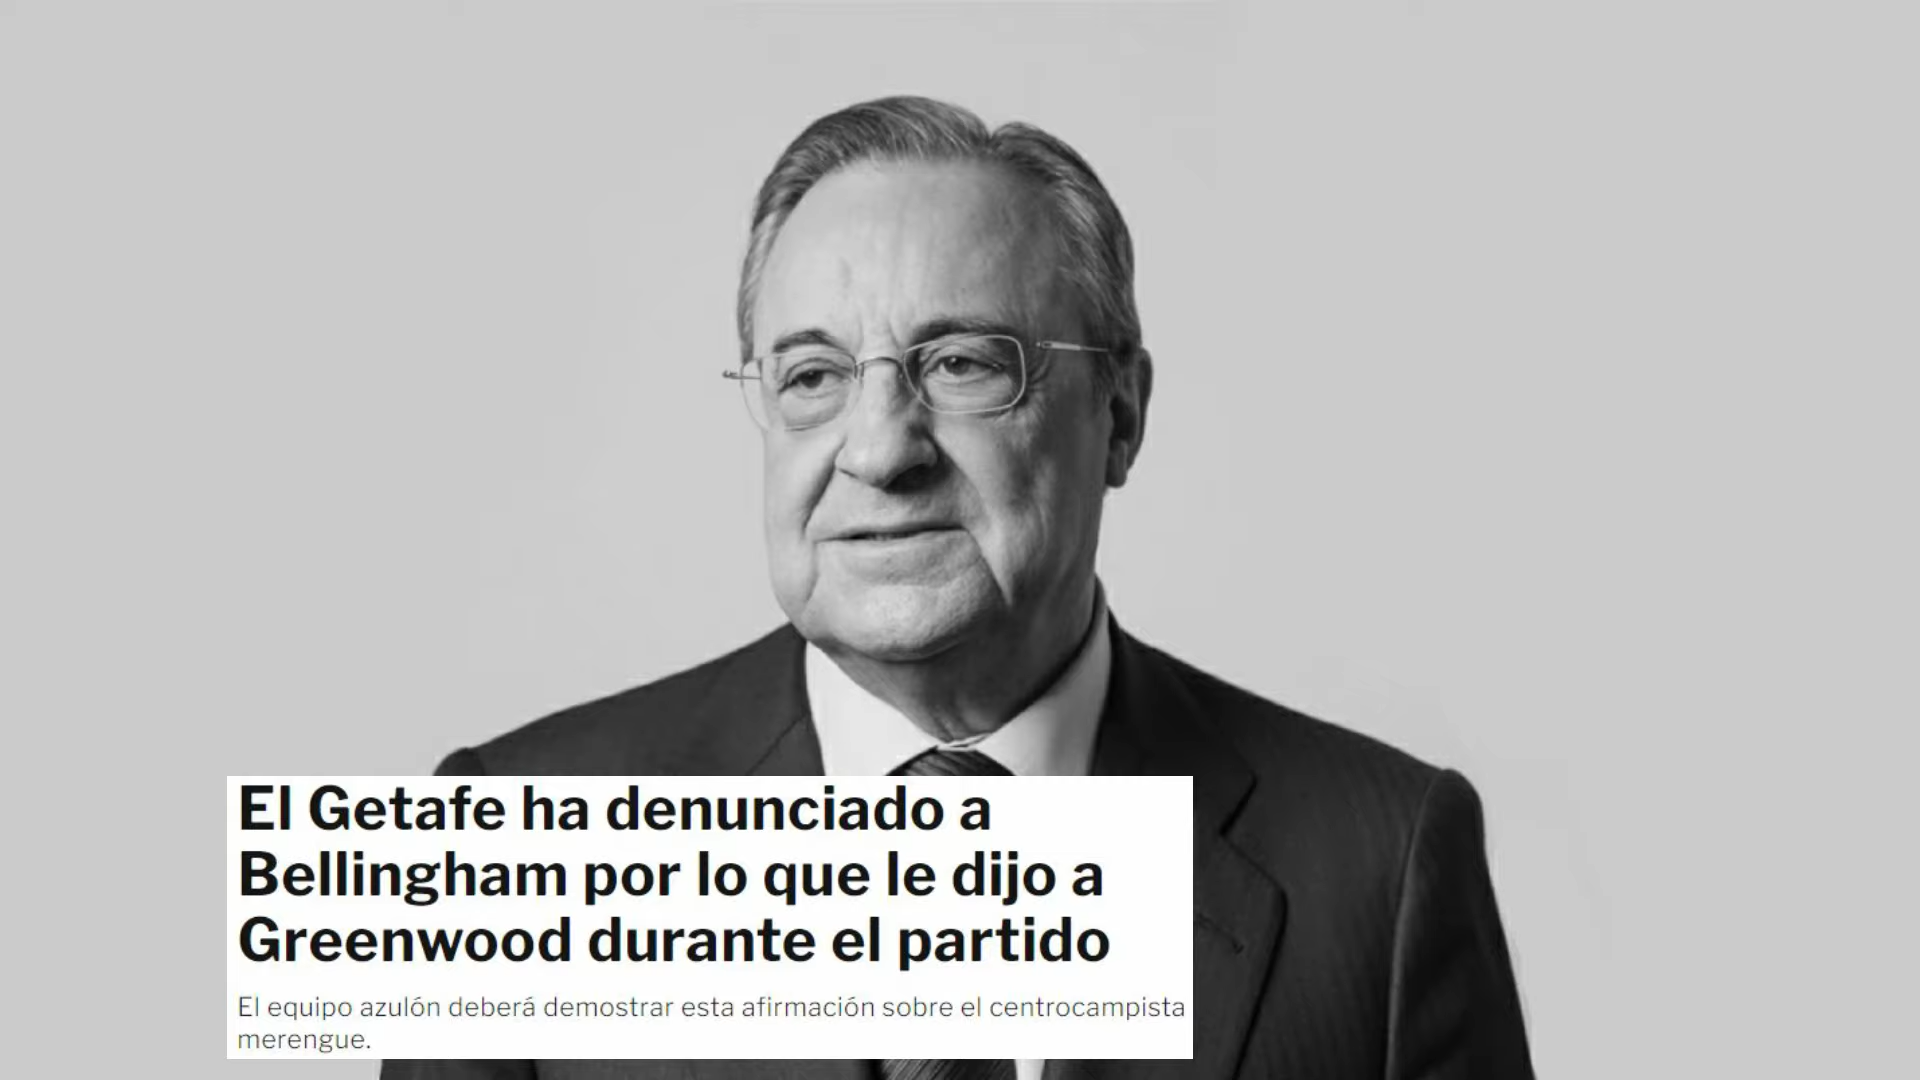 El Getafe ha denunciado a
Bellingham por lo que le dijo a
Greenwood durante el partido
El equipo azulón deberá demostrar esta afirmación sobre el centrocampista
merengue.